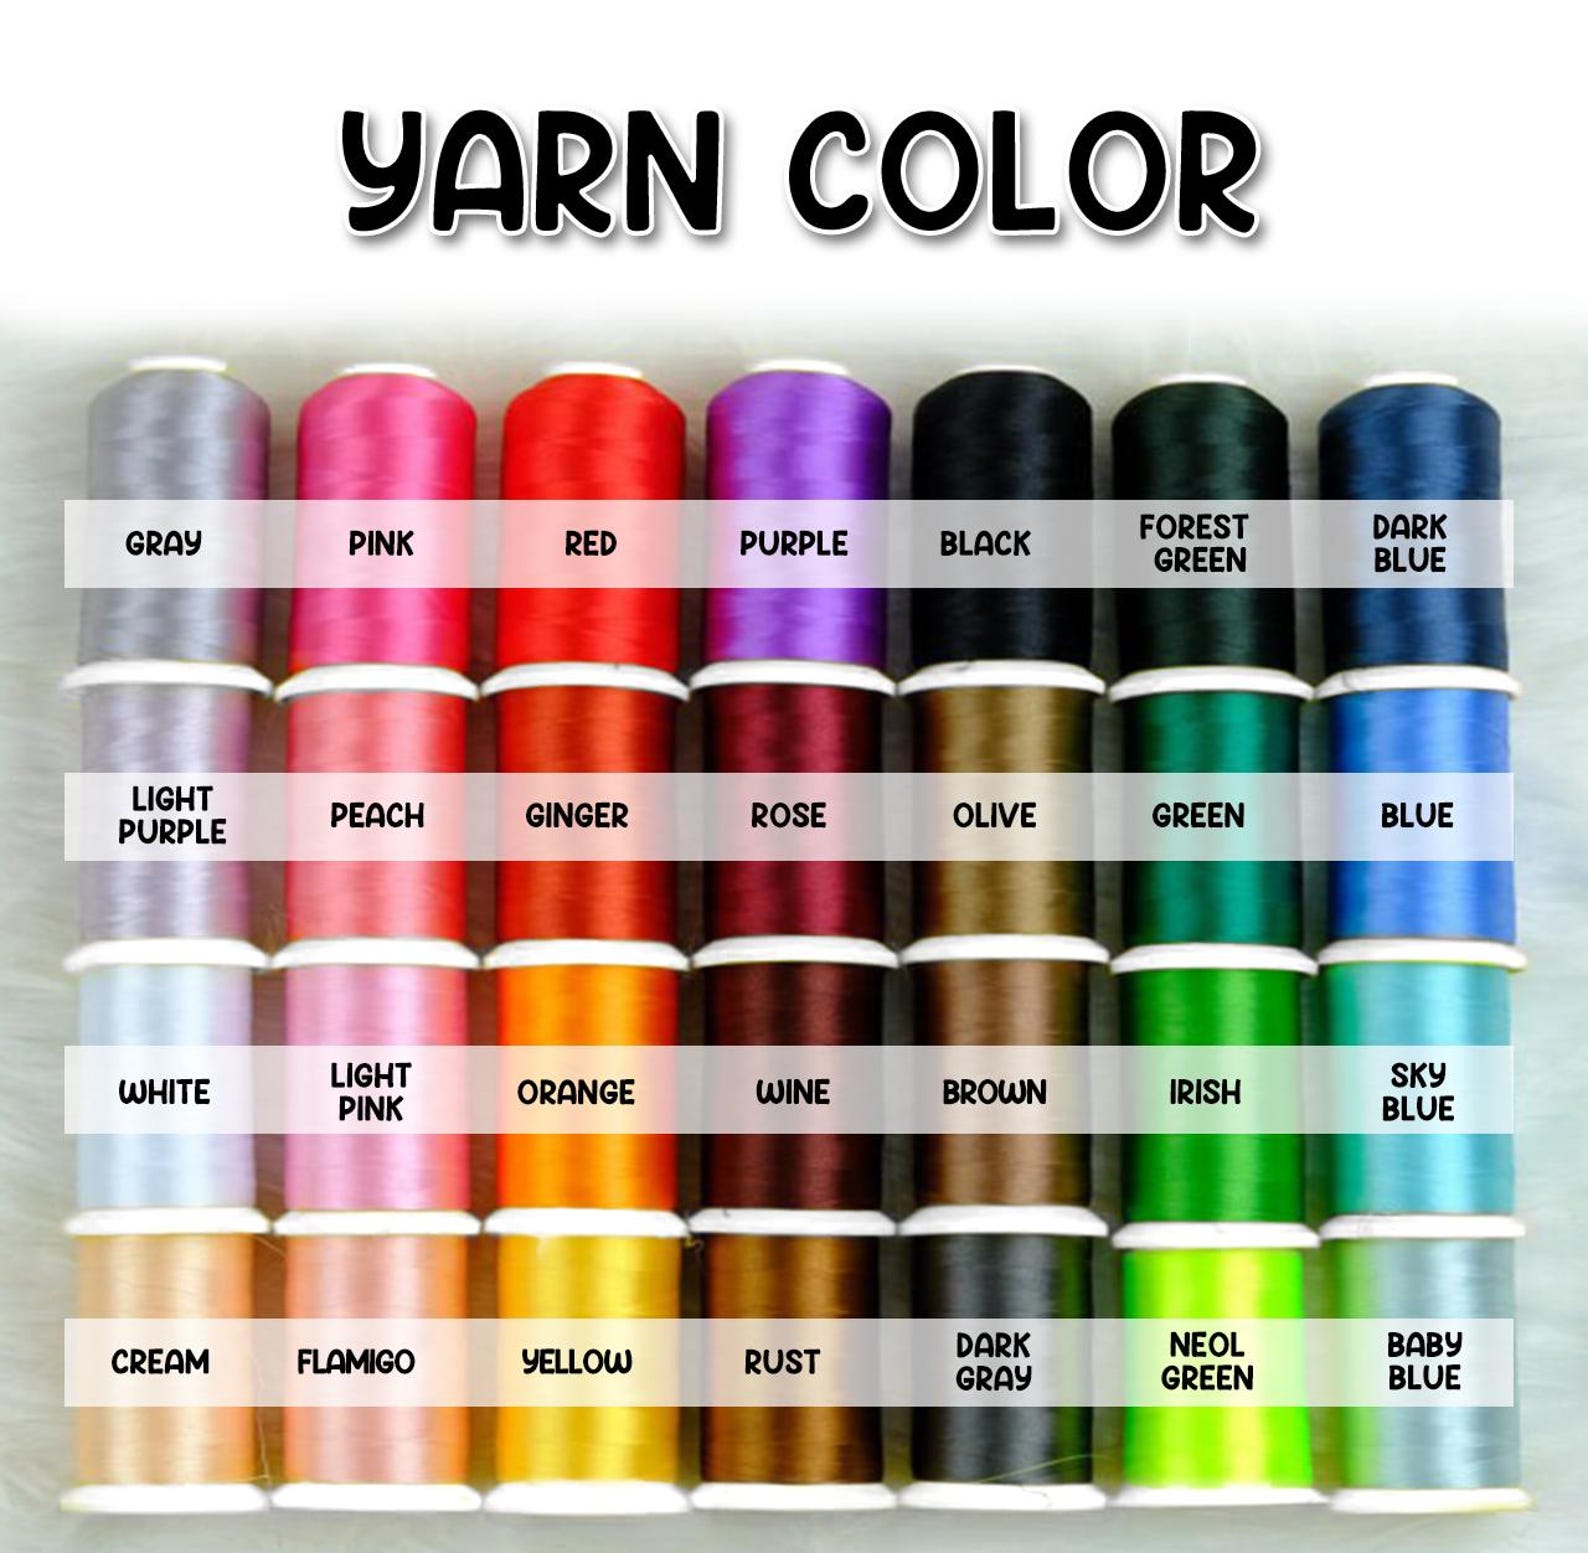 YARN COLOR
GRAY PINK RED PURPLE BLACK FOREST GREEN DARK BLUE
LIGHT PURPLE PEACH GINGER ROSE OLIVE GREEN BLUE
WHITE LIGHT PINK ORANGE WINE BROWN IRISH SKY BLUE
CREAM FLAMIGO YELLOW RUST DARK GRAY NEOL GREEN BABY BLUE